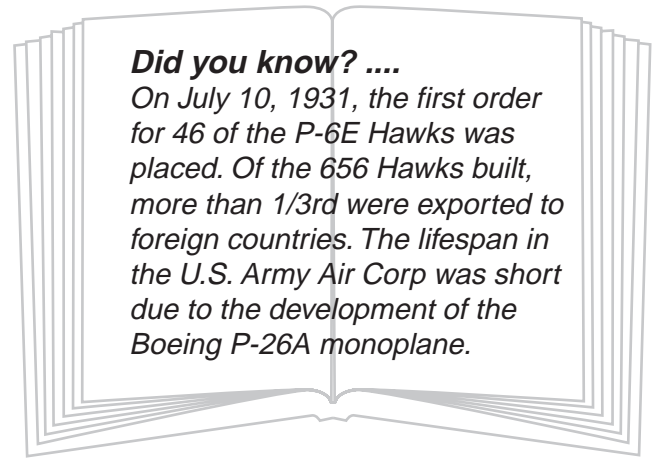 Did you know? ....
On July 10, 1931, the first order
for 46 of the P-6E Hawks was
placed. Of the 656 Hawks built,
more than 1/3rd were exported to
foreign countries. The lifespan in
the U.S. Army Air Corp was short
due to the development of the
Boeing P-26A monoplane.